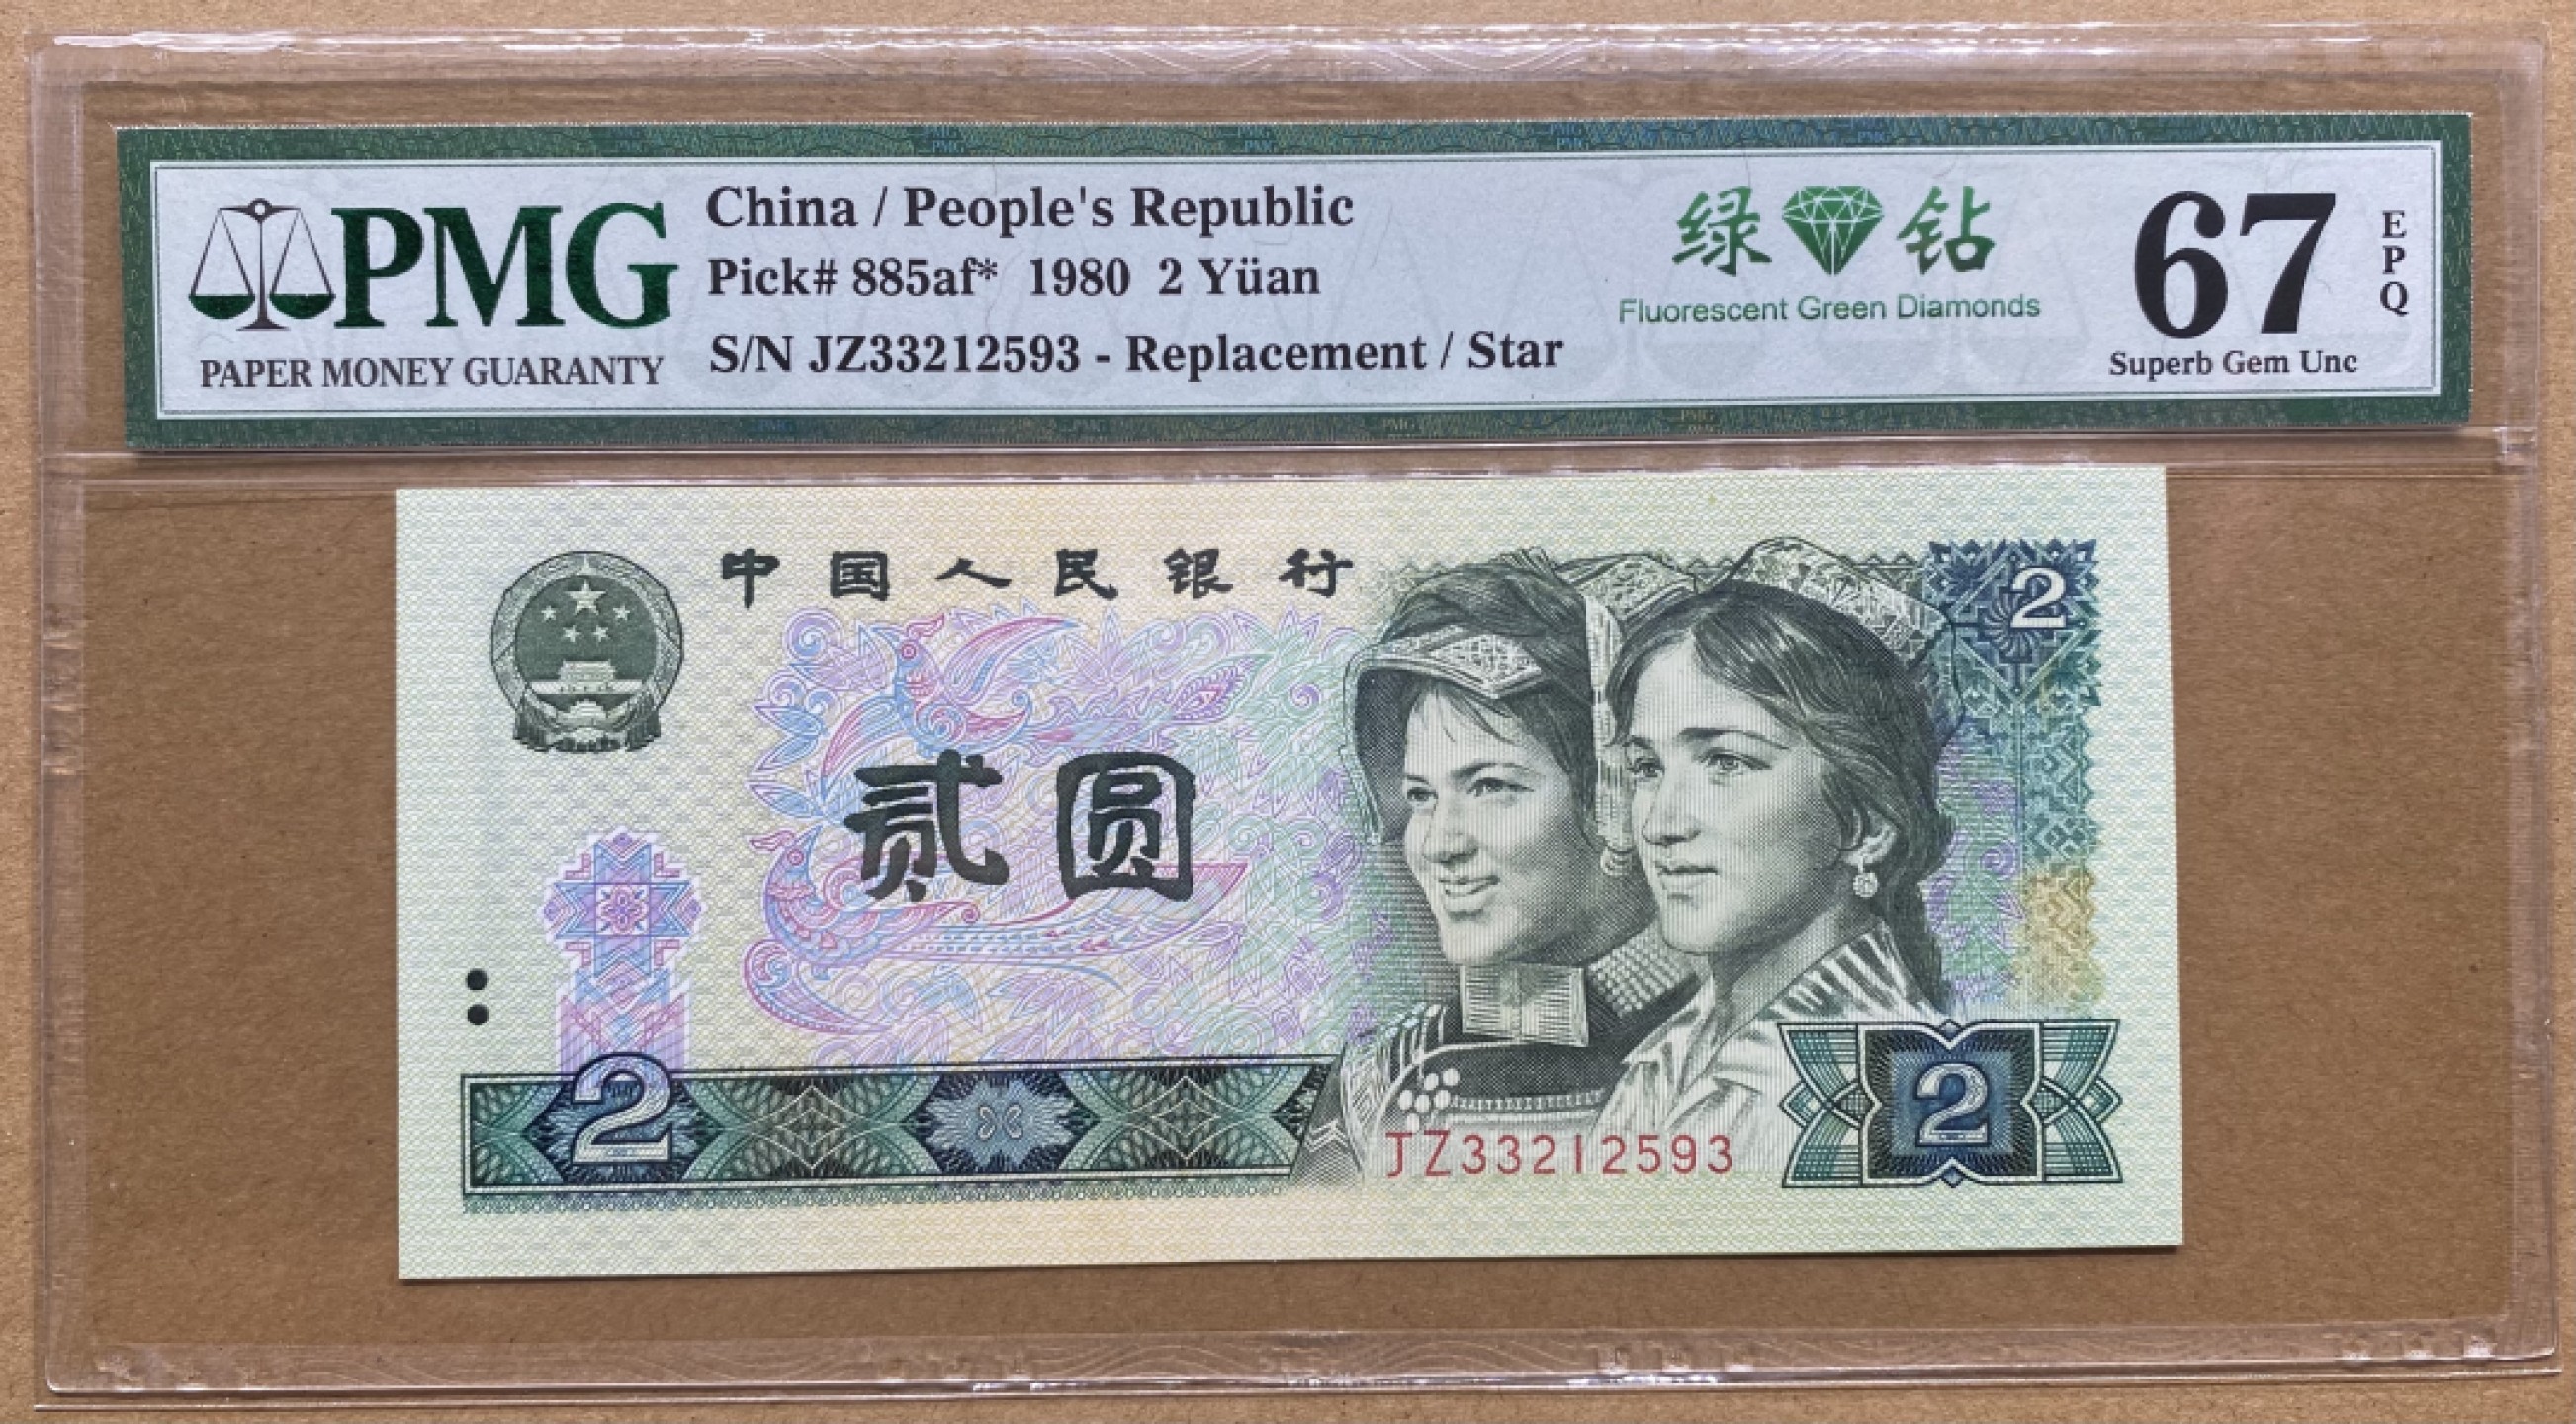 PMG
PAPER MONEY GUARANTY
China / People's Republic
Pick# 885af* 1980 2 Yüan
S/N JZ33212593 - Replacement / Star
绿钻
Fluorescent Green Diamonds
67
EPQ
Superb Gem Unc
中国人民银行
2
贰圆
2
JZ33212593
2